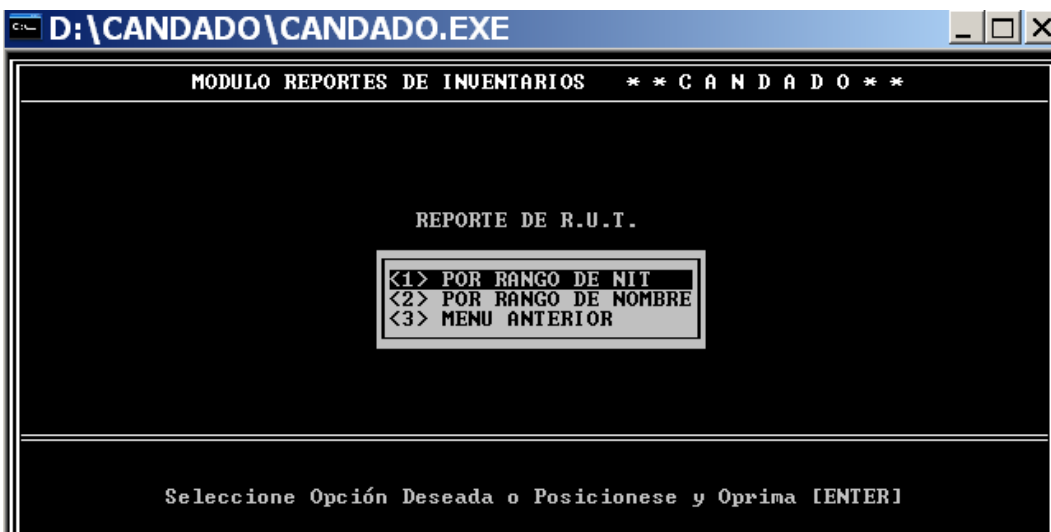 D:\CANDADO\CANDADO.EXE
MODULO REPORTES DE INVENTARIOS * * C A N D A D O * *
REPORTE DE R.U.T.
<1> POR RANGO DE NIT
<2> POR RANGO DE NOMBRE
<3> MENU ANTERIOR
Seleccione Opción Deseada o Posicionese y Oprima [ENTER]